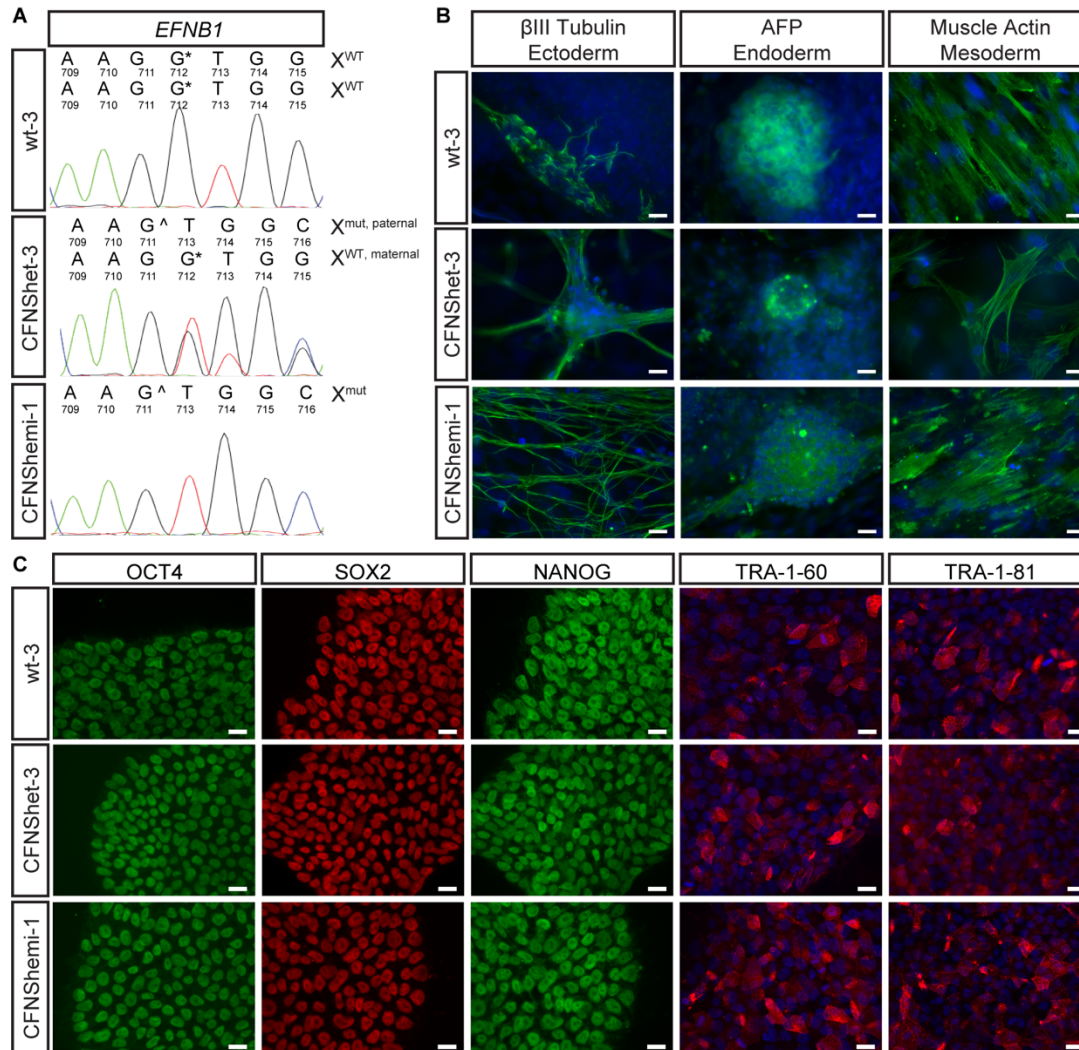 A
EFNB1
wt-3
A A G G* T G G X^WT
709 710 711 712 713 714 715
A A G G* T G G X^WT
709 710 711 712 713 714 715
CFNShet-3
A A G^ T G G C X^mut, paternal
709 710 711 713 714 715 716
A A G G* T G G X^WT, maternal
709 710 711 712 713 714 715
CFNShemi-1
A A G^ T G G C X^mut
709 710 711 713 714 715 716
B
βIII Tubulin
Ectoderm
AFP
Endoderm
Muscle Actin
Mesoderm
wt-3
CFNShet-3
CFNShemi-1
C
OCT4 SOX2 NANOG TRA-1-60 TRA-1-81
wt-3
CFNShet-3
CFNShemi-1